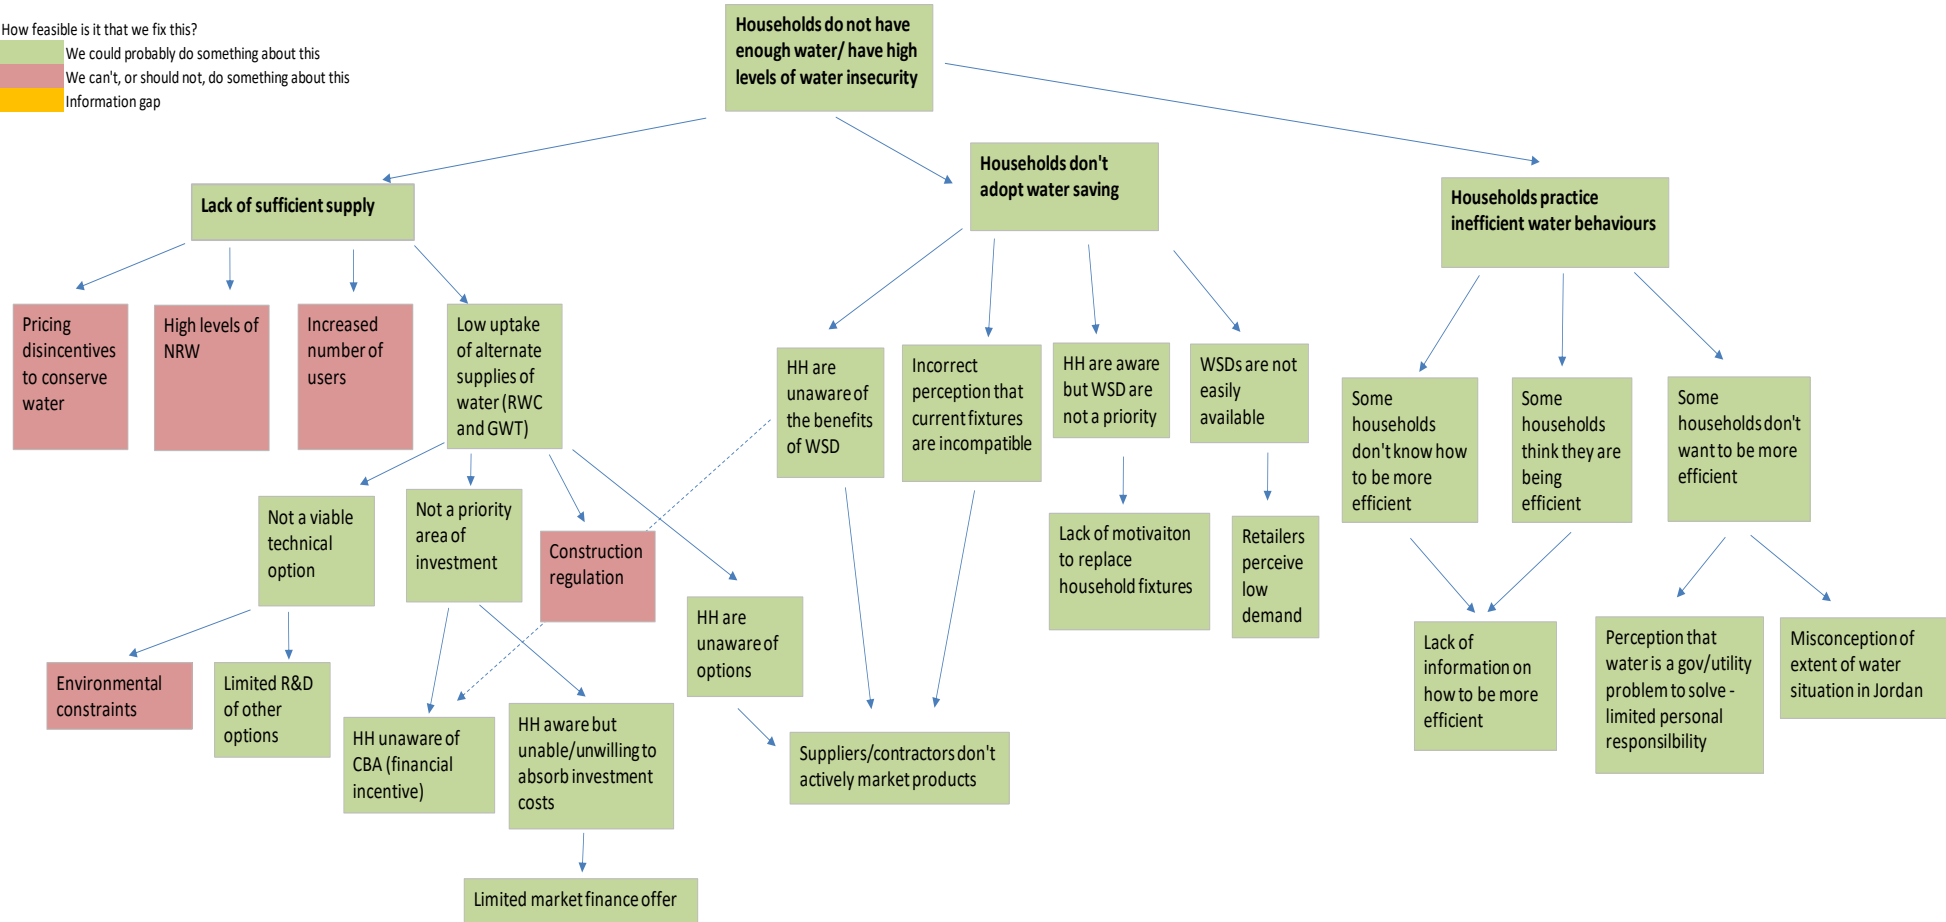 How feasible is it that we fix this?
We could probably do something about this
We can't, or should not, do something about this
Information gap
Households do not have
enough water/ have high
levels of water insecurity
Lack of sufficient supply
Households don't
adopt water saving
Households practice
inefficient water behaviours
Pricing
disincentives
to conserve
water
High levels of
NRW
Increased
number of
users
Low uptake
of alternate
supplies of
water (RWC
and GWT)
HH are
unaware of
the benefits
of WSD
Incorrect
perception that
current fixtures
are incompatible
HH are aware
but WSD are
not a priority
WSDs are not
easily
available
Some
households
don't know how
to be more
efficient
Some
households
think they are
being
efficient
Some
households don't
want to be more
efficient
Not a viable
technical
option
Not a priority
area of
investment
Construction
regulation
HH are
unaware of
options
Lack of motivaiton
to replace
household fixtures
Retailers
perceive
low
demand
Environmental
constraints
Limited R&D
of other
options
HH unaware of
CBA (financial
incentive)
HH aware but
unable/unwilling to
absorb investment
costs
Suppliers/contractors don't
actively market products
Lack of
information on
how to be more
efficient
Perception that
water is a gov/utility
problem to solve -
limited personal
responsilbility
Misconception of
extent of water
situation in Jordan
Limited market finance offer